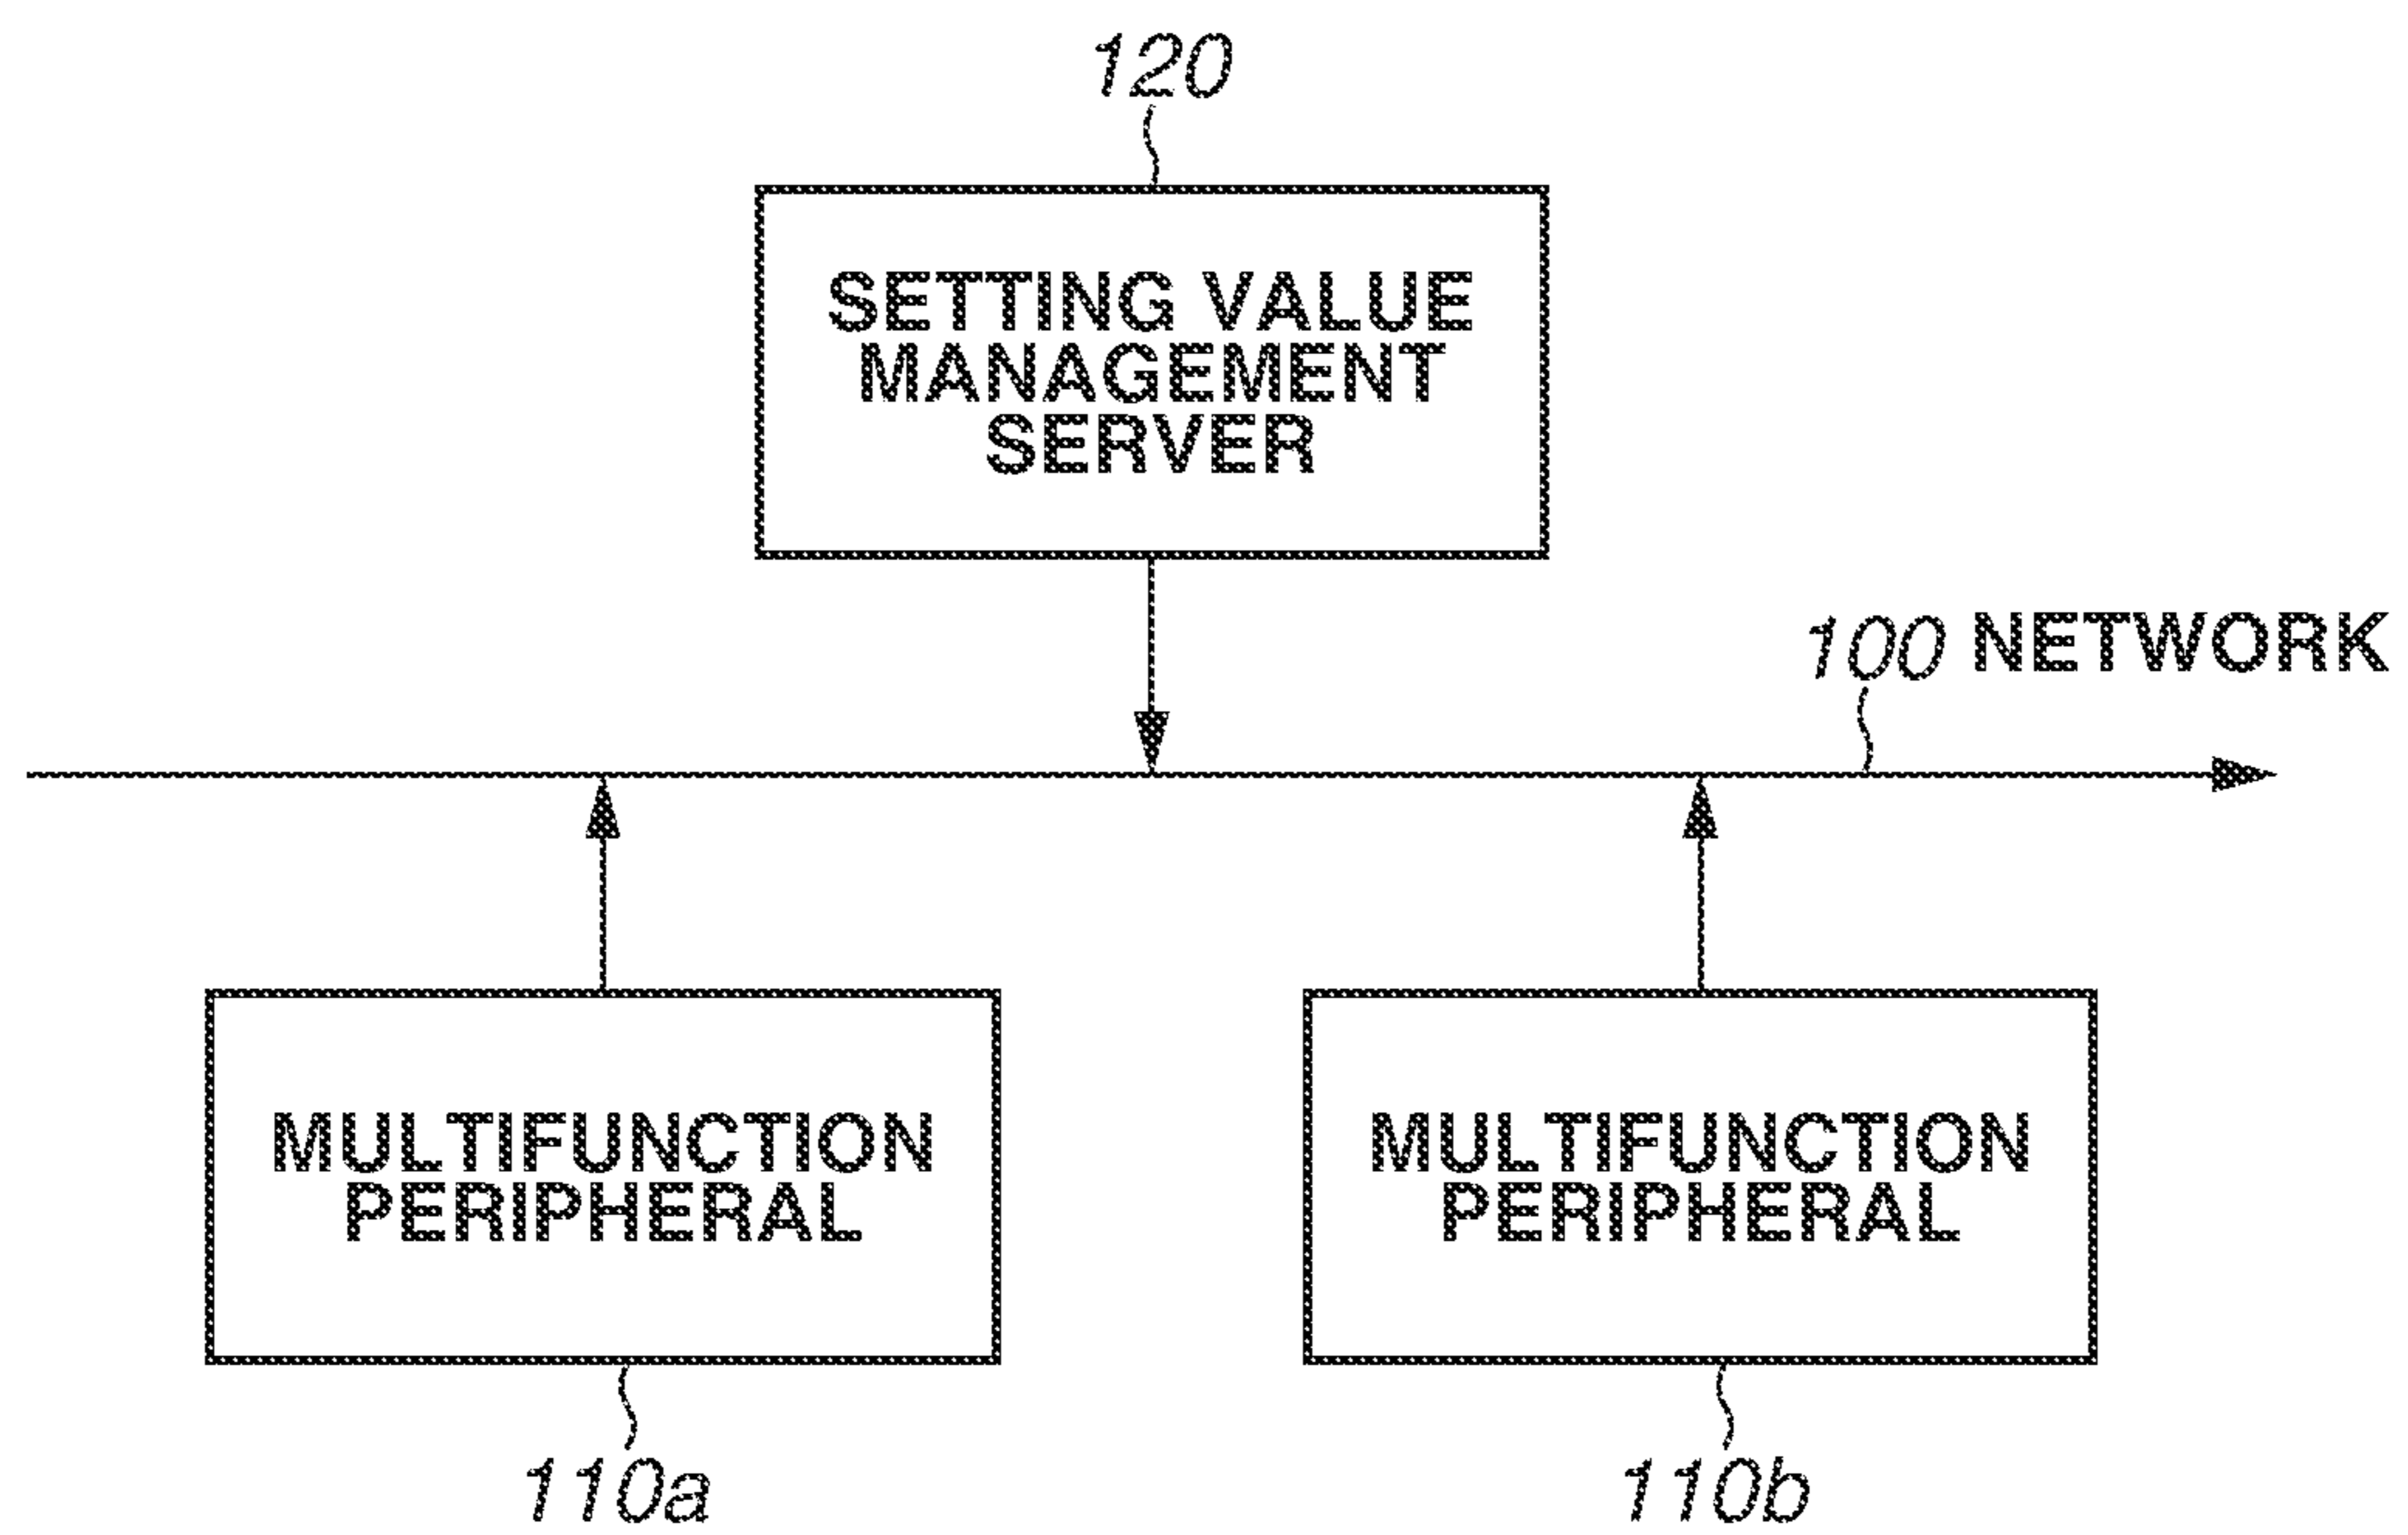 120
SETTING VALUE
MANAGEMENT
SERVER
100 NETWORK
MULTIFUNCTION
PERIPHERAL
MULTIFUNCTION
PERIPHERAL
110a
110b